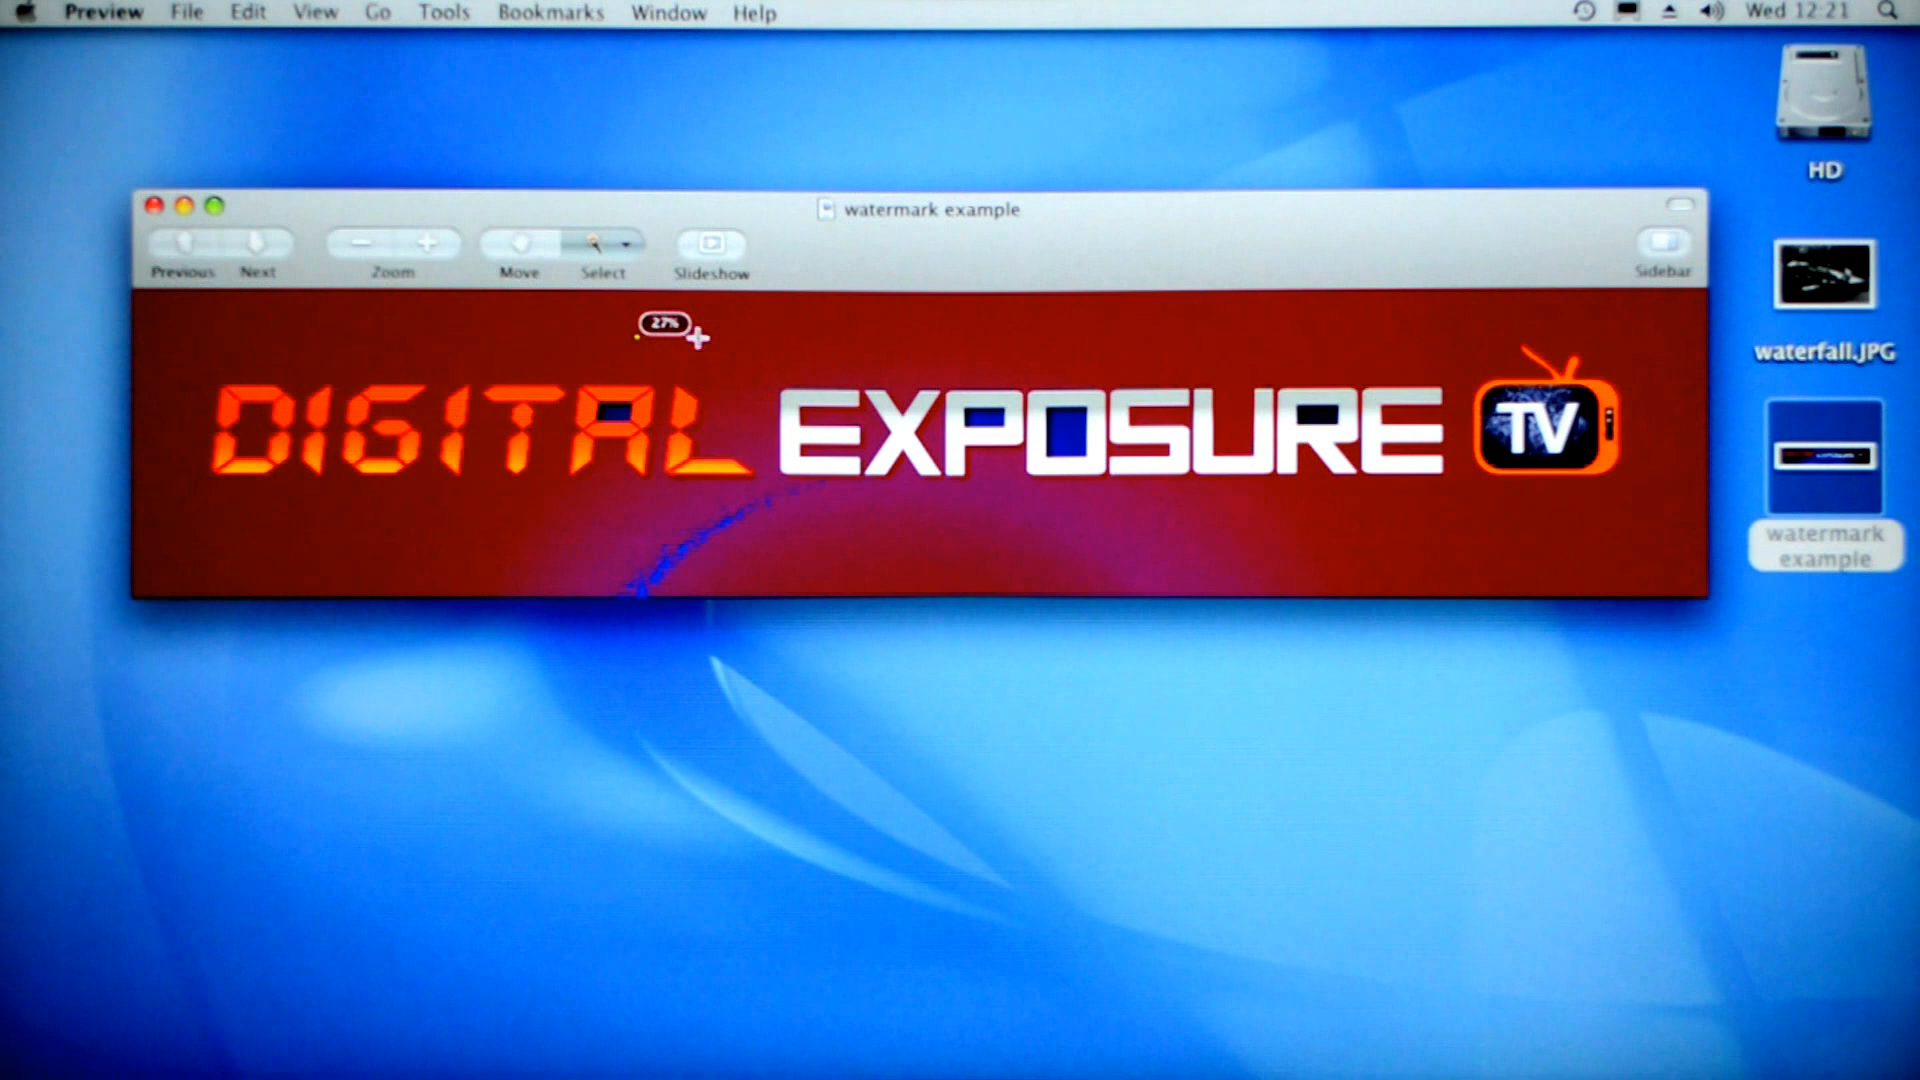 Preview File Edit View Go Tools Bookmarks Window Help Wed 12:21
HD
watermark example
Previous Next Zoom Move Select Slideshow Sidebar
27%
DIGITAL EXPOSURE TV
waterfall.JPG
watermark
example